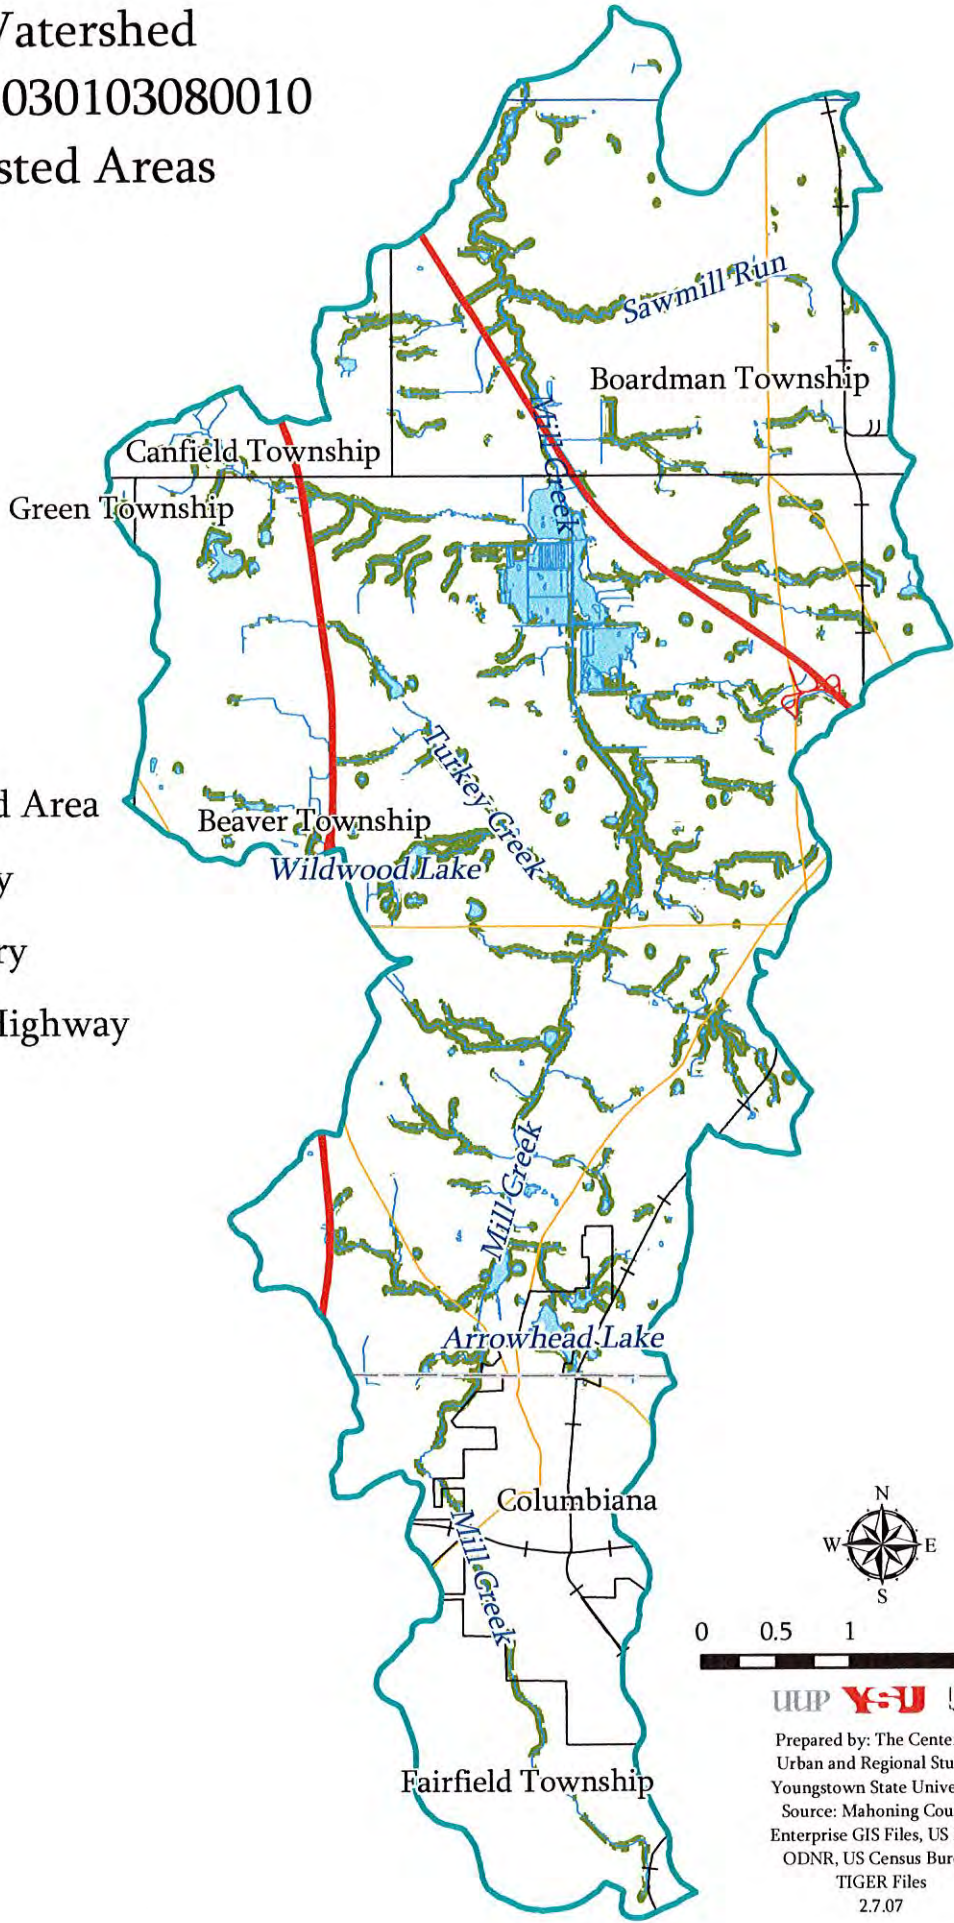 Watershed
030103080010
sted Areas
Sawmill Run
Boardman Township
Mill Creek
Canfield Township
Green Township
Turkey Creek
d Area
Beaver Township
Wildwood Lake
y
ry
Highway
Mill Creek
Arrowhead Lake
Columbiana
Mill Creek
N
W E
S
0 0.5 1
UUP YSU
Prepared by: The Cente
Urban and Regional Stu
Youngstown State Unive
Source: Mahoning Cou
Enterprise GIS Files, US
ODNR, US Census Bur
TIGER Files
2.7.07
Fairfield Township